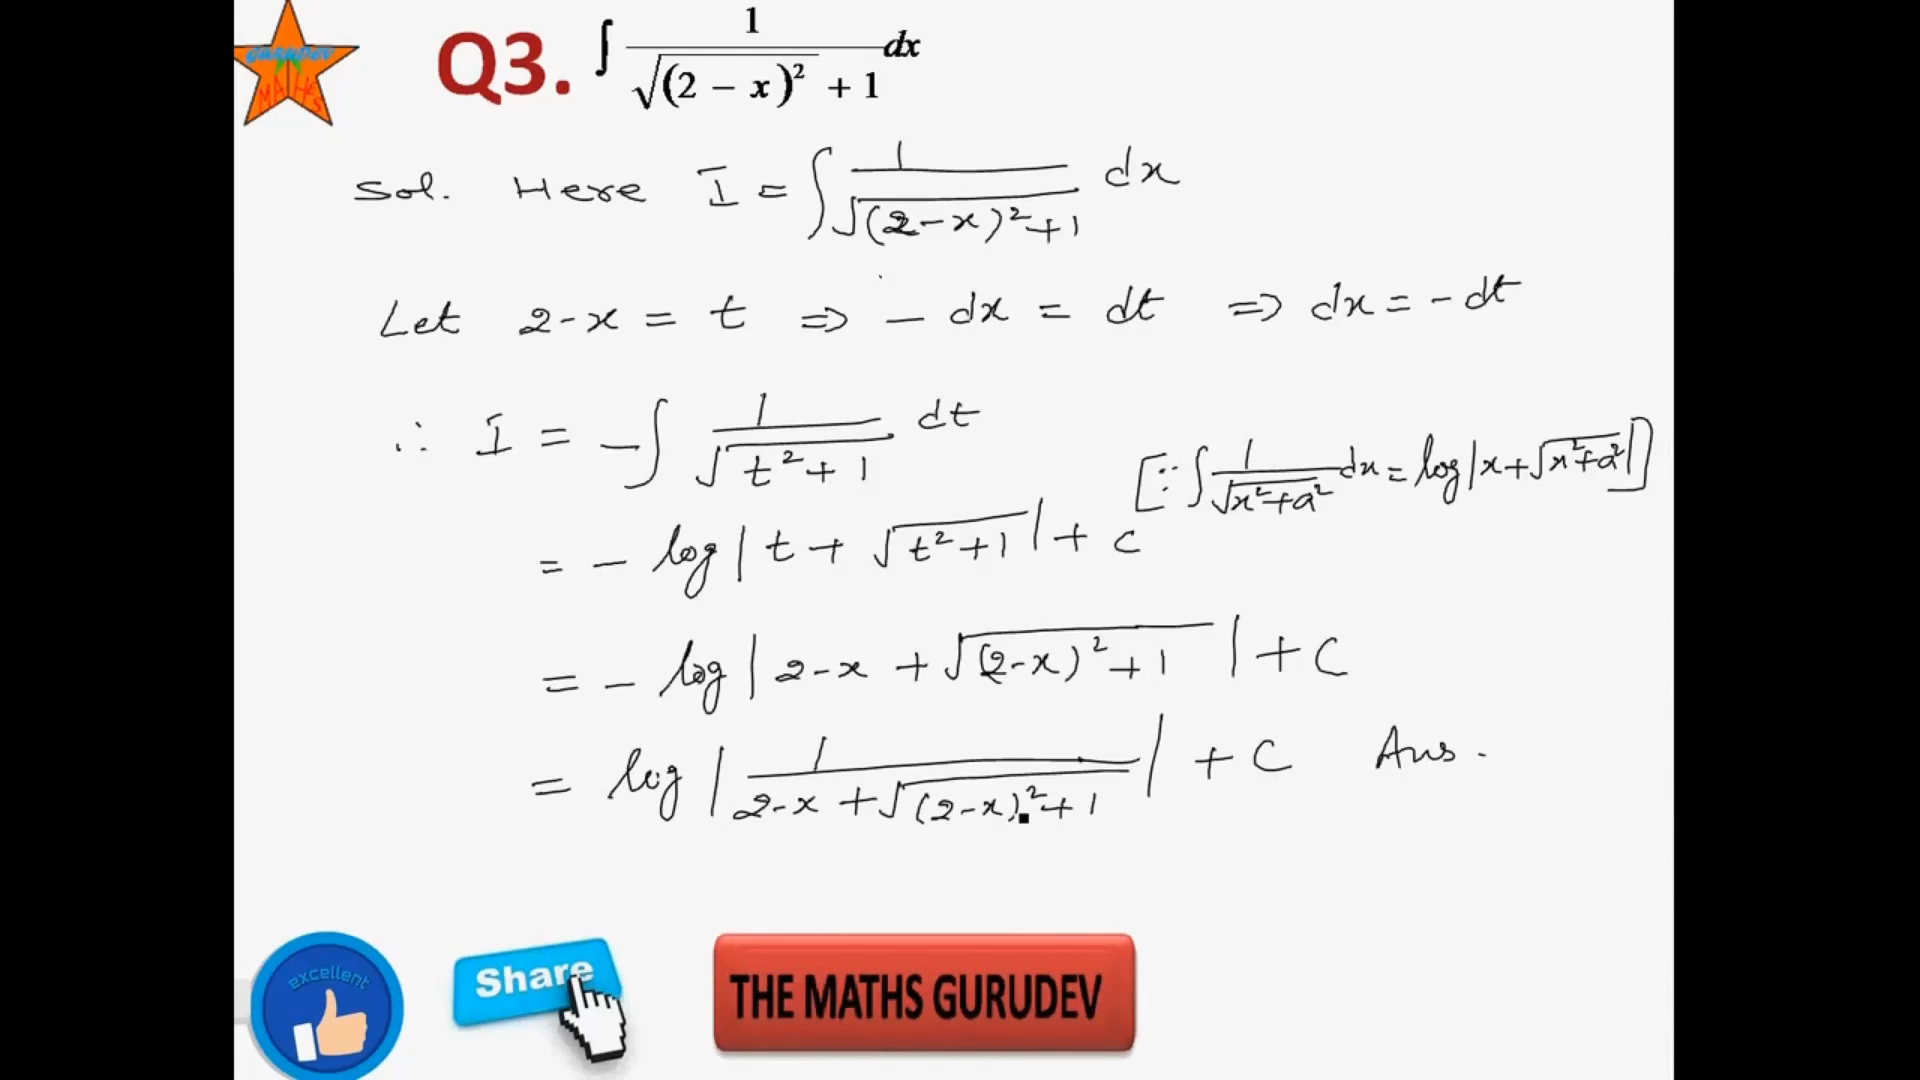 GURUDEV
MATHS
Q3. ∫ 1/√((2 − x)² + 1) dx
Sol. Here I = ∫ 1/√((2-x)²+1) dx
Let 2-x = t ⇒ - dx = dt ⇒ dx = - dt
∴ I = -∫ 1/√(t²+1) dt
[∵ ∫ 1/√(x²+a²) dx = log|x+√(x²+a²)|]
= - log| t + √(t²+1) | + c
= - log| 2-x + √((2-x)²+1) | + C
= log| 1/(2-x +√((2-x)²+1)) | + C Ans.
excellent
Share
THE MATHS GURUDEV